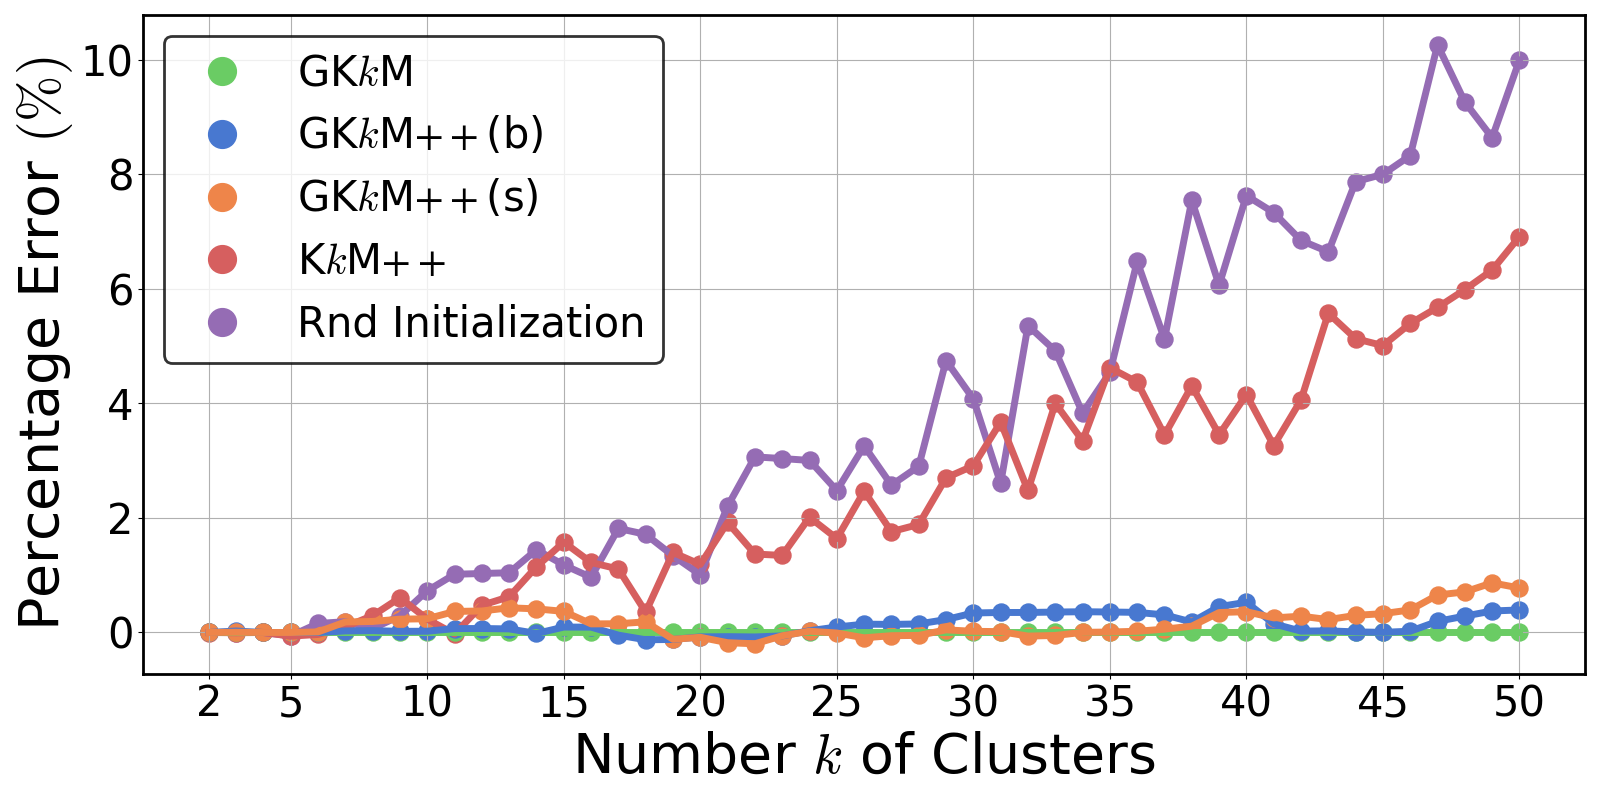 Percentage Error (%)
10
8
6
4
2
0
GKkM
GKkM++(b)
GKkM++(s)
KkM++
Rnd Initialization
2 5 10 15 20 25 30 35 40 45 50
Number k of Clusters